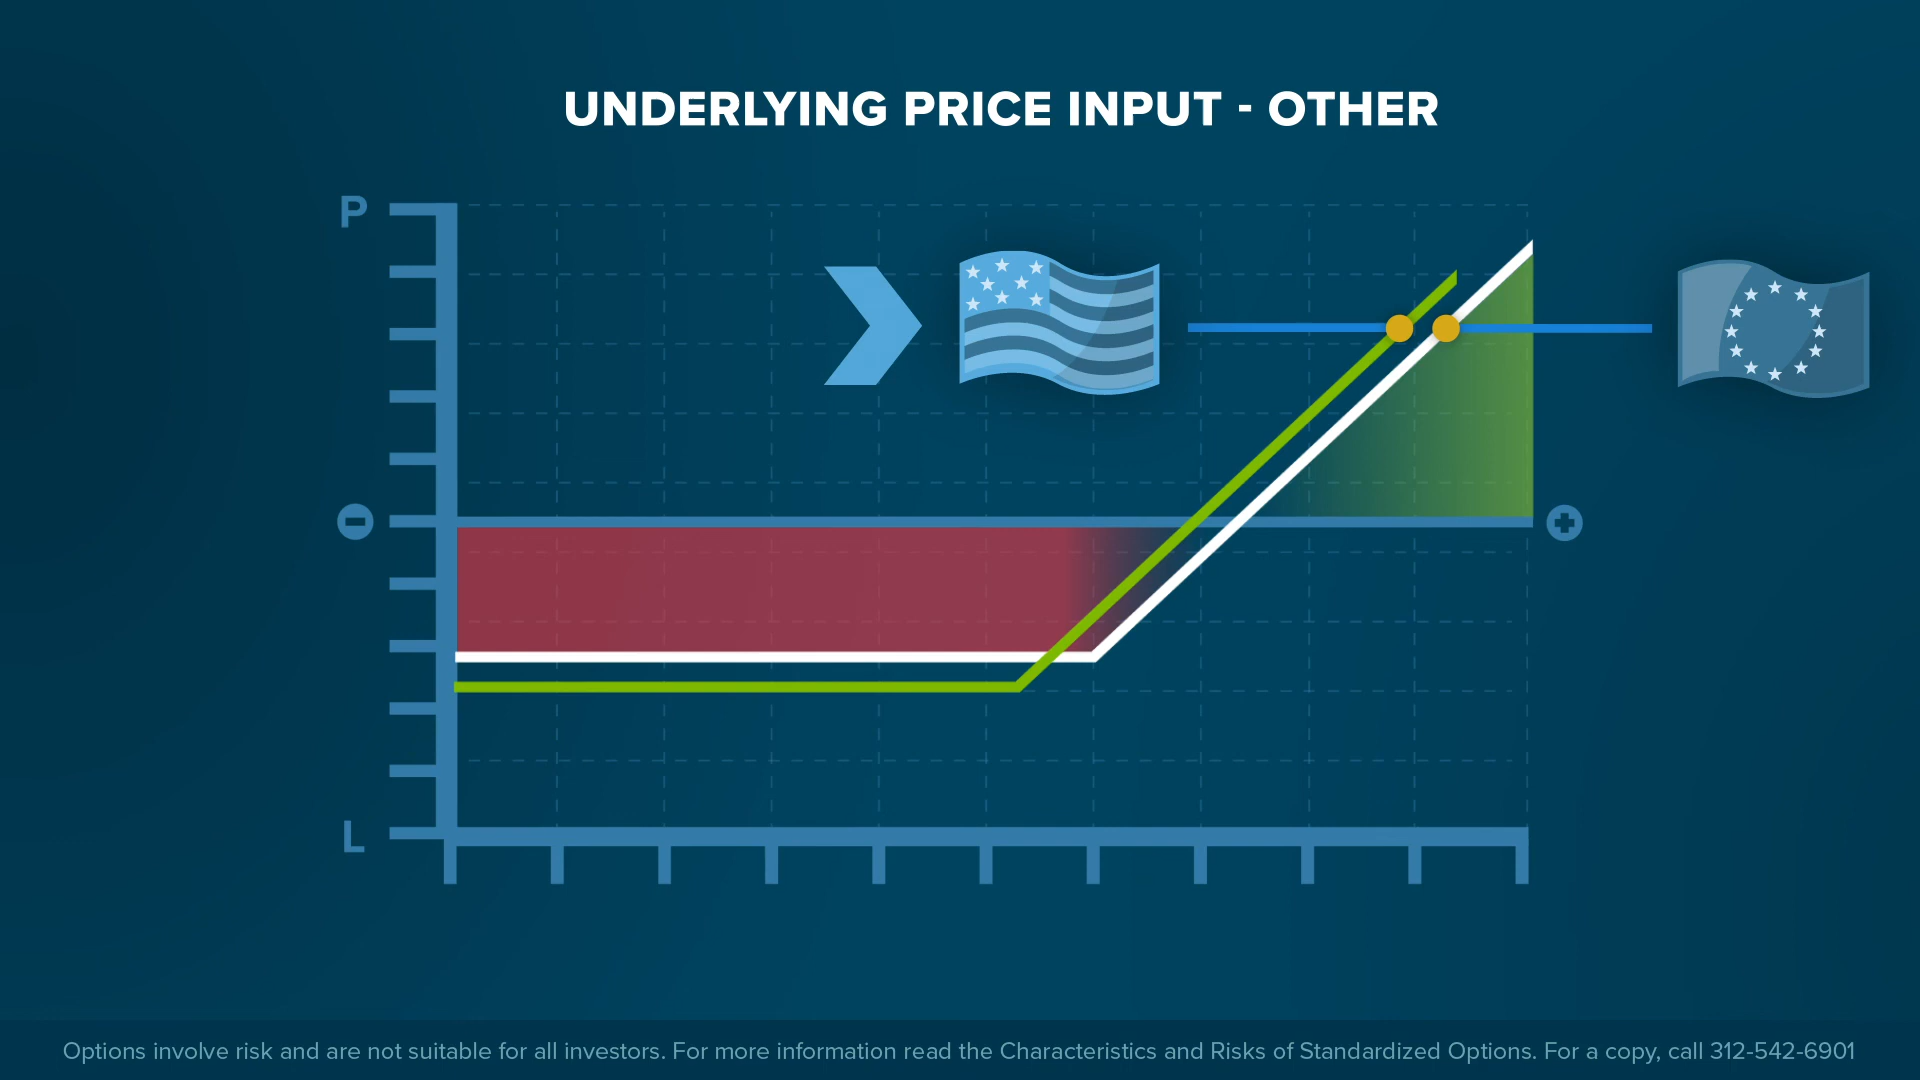 UNDERLYING PRICE INPUT - OTHER
P
L
Options involve risk and are not suitable for all investors. For more information read the Characteristics and Risks of Standardized Options. For a copy, call 312-542-6901